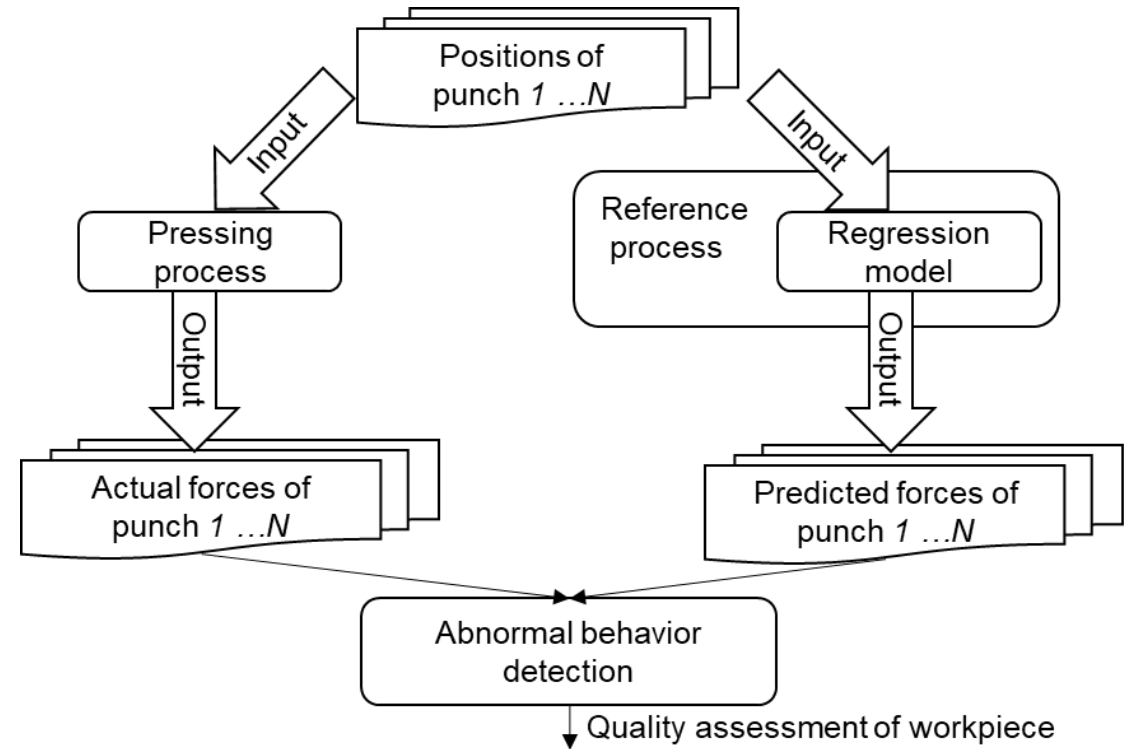 Positions of
punch 1 ...N
Input
Input
Pressing
process
Reference
process
Regression
model
Output
Output
Actual forces of
punch 1 ...N
Predicted forces of
punch 1 ...N
Abnormal behavior
detection
Quality assessment of workpiece